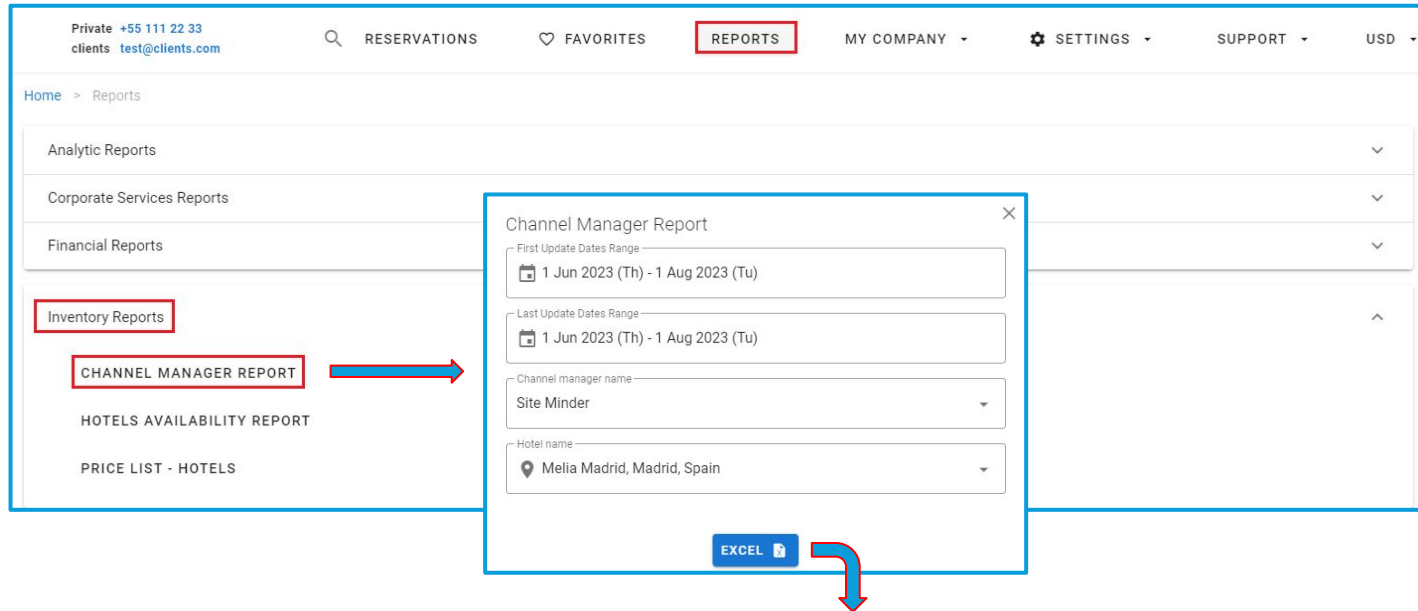 Private +55 111 22 33
clients test@clients.com
RESERVATIONS
FAVORITES
REPORTS
MY COMPANY
SETTINGS
SUPPORT
USD
Home > Reports
Analytic Reports
Corporate Services Reports
Financial Reports
Inventory Reports
CHANNEL MANAGER REPORT
HOTELS AVAILABILITY REPORT
PRICE LIST - HOTELS
Channel Manager Report
First Update Dates Range
1 Jun 2023 (Th) - 1 Aug 2023 (Tu)
Last Update Dates Range
1 Jun 2023 (Th) - 1 Aug 2023 (Tu)
Channel manager name
Site Minder
Hotel name
Melia Madrid, Madrid, Spain
EXCEL